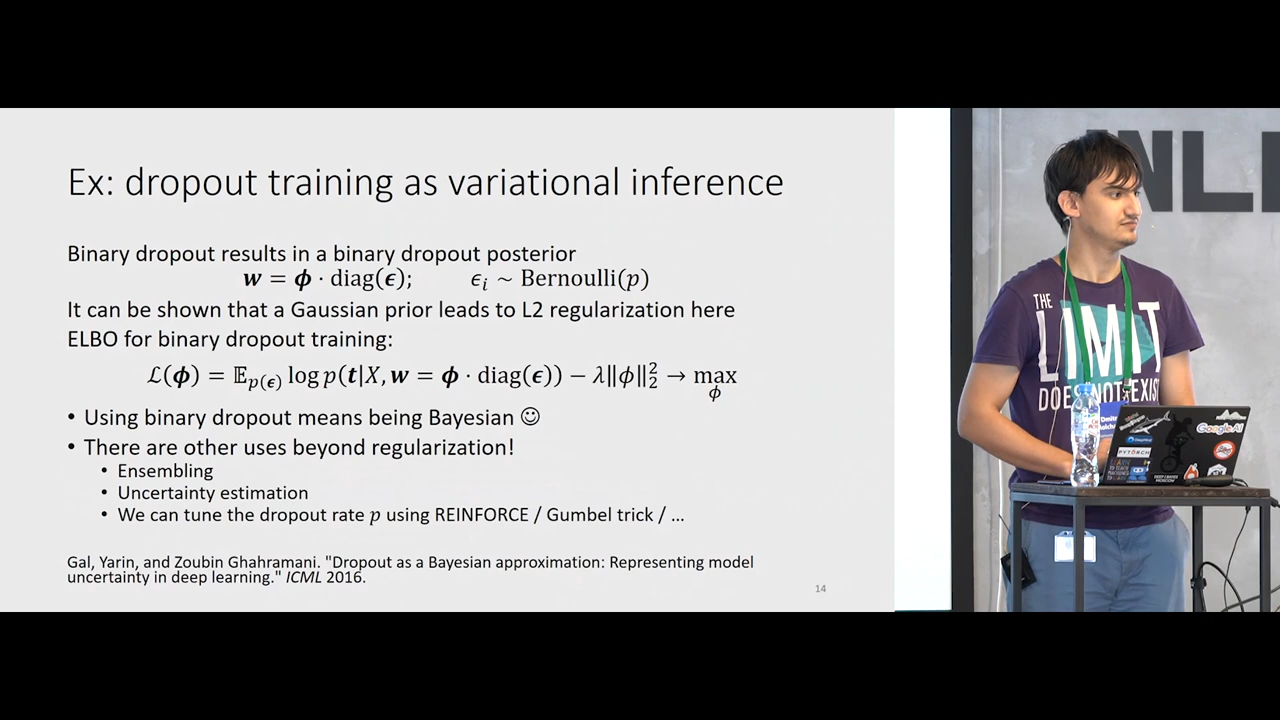 Ex: dropout training as variational inference
Binary dropout results in a binary dropout posterior
𝒘 = 𝝓 · diag(𝝐); 𝜖ᵢ ~ Bernoulli(𝑝)
It can be shown that a Gaussian prior leads to L2 regularization here
ELBO for binary dropout training:
ℒ(𝝓) = 𝔼_{p(𝝐)} log 𝑝(𝒕|𝑋, 𝒘 = 𝝓 · diag(𝝐)) − 𝜆‖𝜙‖₂² → max_𝜙
• Using binary dropout means being Bayesian ☺
• There are other uses beyond regularization!
• Ensembling
• Uncertainty estimation
• We can tune the dropout rate 𝑝 using REINFORCE / Gumbel trick / ...
Gal, Yarin, and Zoubin Ghahramani. "Dropout as a Bayesian approximation: Representing model
uncertainty in deep learning." ICML 2016.
14
THE
LIMIT
DOES NOT EXIST
Google AI
PYTORCH